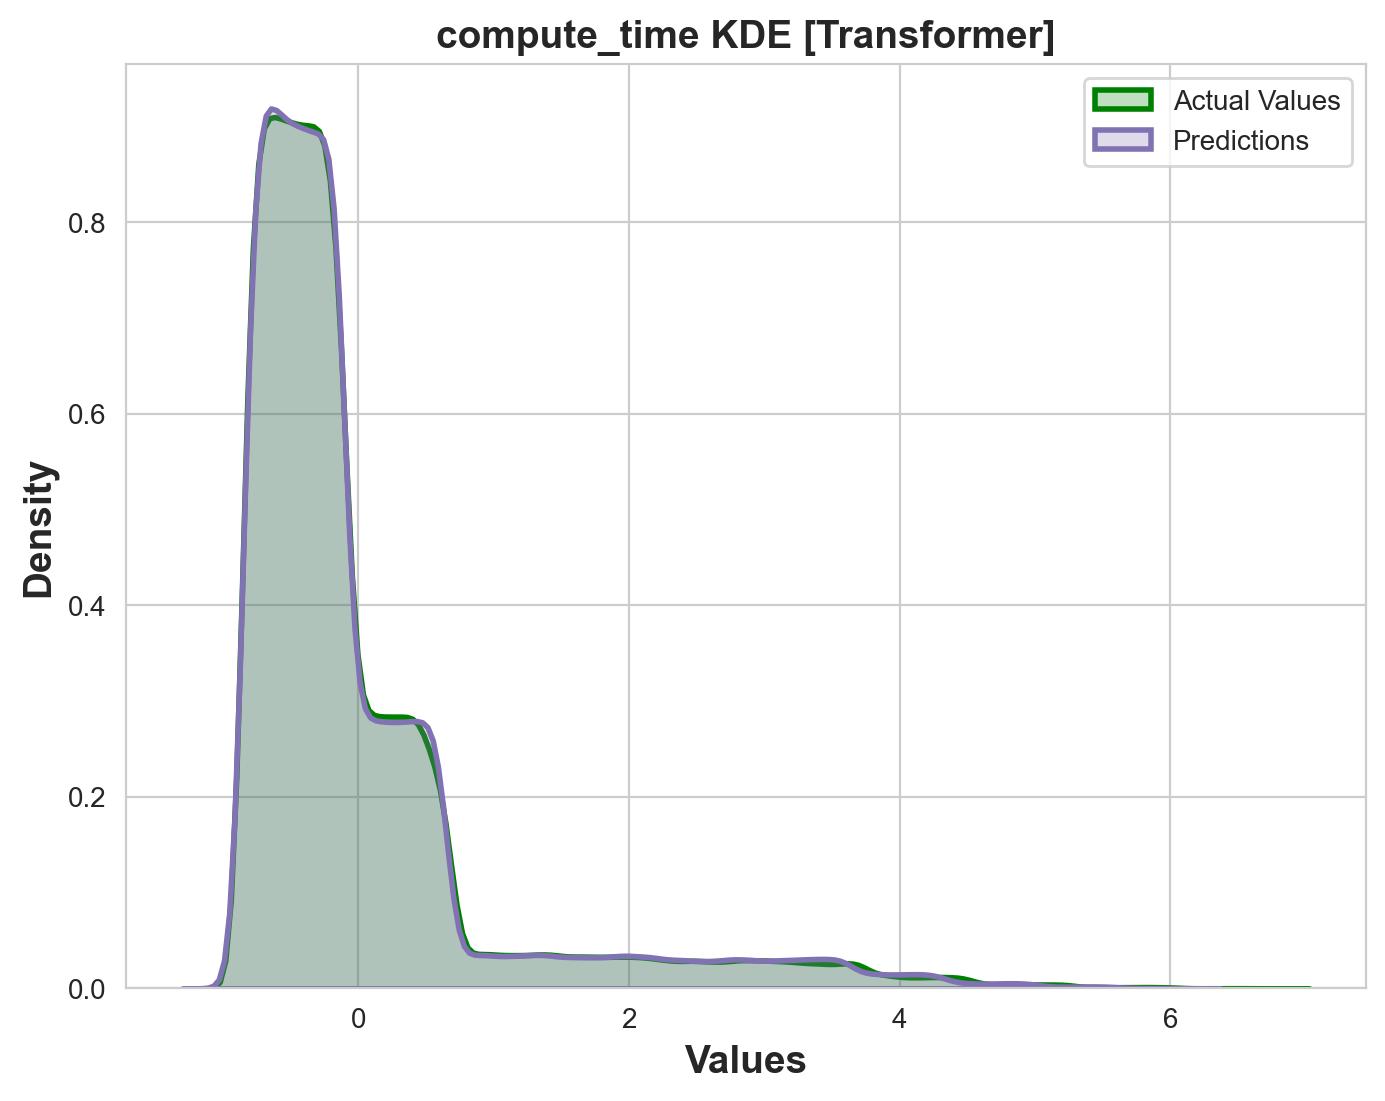 compute_time KDE [Transformer]
Actual Values
Predictions
Density
0.8
0.6
0.4
0.2
0.0
0
2
4
6
Values